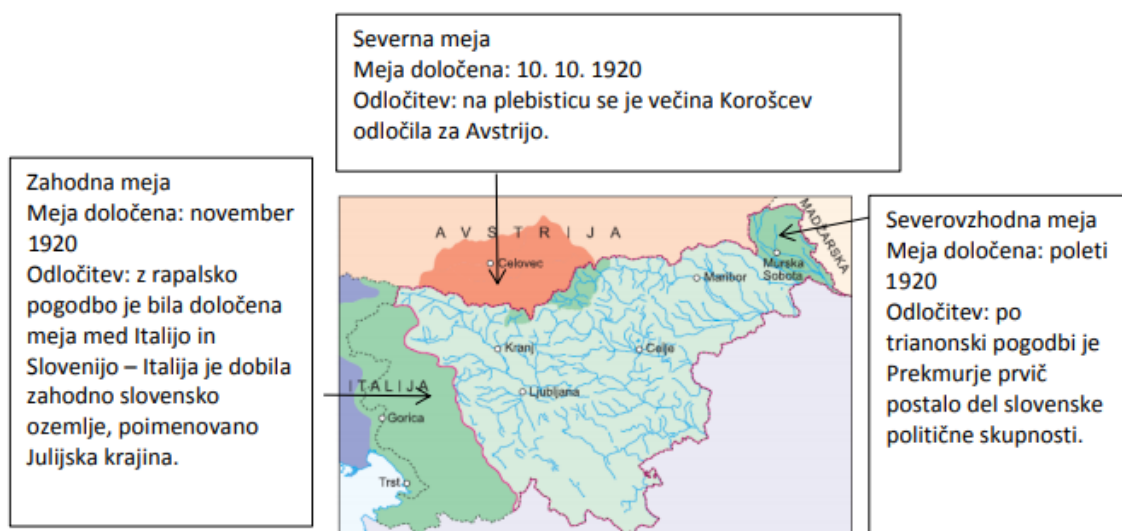 Severna meja
Meja določena: 10. 10. 1920
Odločitev: na plebisticu se je večina Korošcev
odločila za Avstrijo.
Zahodna meja
Meja določena: november
1920
Odločitev: z rapalsko
pogodbo je bila določena
meja med Italijo in
Slovenijo – Italija je dobila
zahodno slovensko
ozemlje, poimenovano
Julijska krajina.
AVSTRIJA
MADŽARSKA
Celovec
Maribor
Murska
Sobota
Kranj
Celje
ITALIJA
Ljubljana
Gorica
Trst
Severovzhodna meja
Meja določena: poleti
1920
Odločitev: po
trianonski pogodbi je
Prekmurje prvič
postalo del slovenske
politične skupnosti.